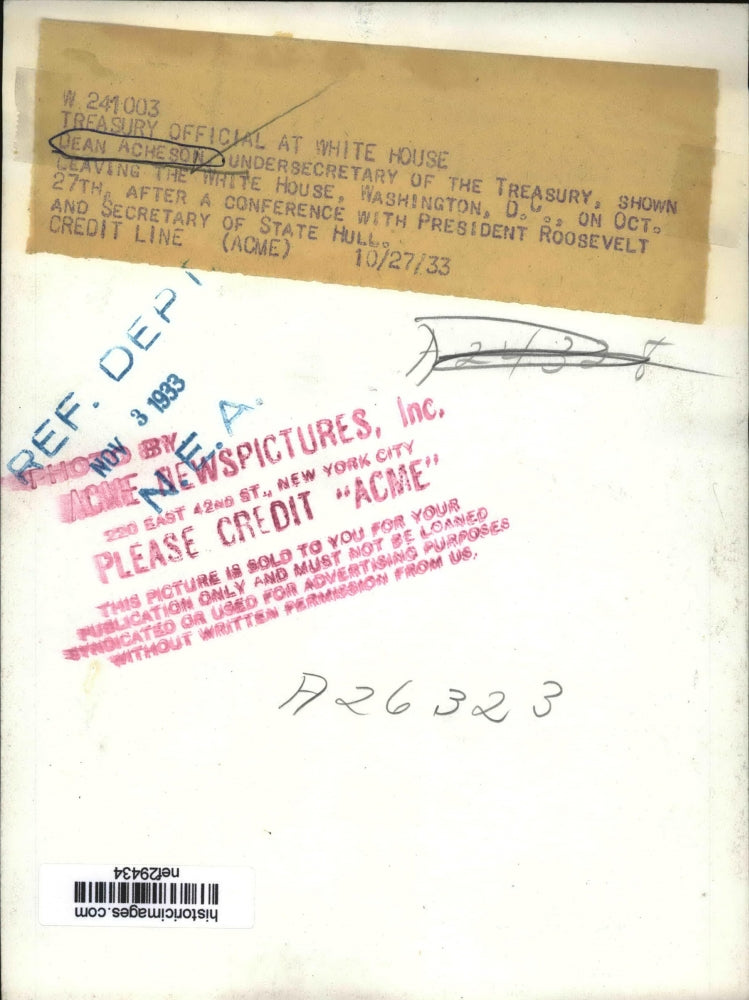 W 241003
TREASURY OFFICIAL AT WHITE HOUSE
DEAN ACHESON, UNDERSECRETARY OF THE TREASURY, SHOWN
LEAVING THE WHITE HOUSE, WASHINGTON, D.C., ON OCT.
27TH, AFTER A CONFERENCE WITH PRESIDENT ROOSEVELT
AND SECRETARY OF STATE HULL.
CREDIT LINE (ACME) 10/27/33
A24328
REF. DEPT
NOV 3 1933
N.E.A.
PHOTO BY
ACME NEWSPICTURES, Inc.
220 EAST 42ND ST., NEW YORK CITY
PLEASE CREDIT "ACME"
THIS PICTURE IS SOLD TO YOU FOR YOUR
PUBLICATION ONLY AND MUST NOT BE LOANED
SYNDICATED OR USED FOR ADVERTISING PURPOSES
WITHOUT WRITTEN PERMISSION FROM US.
A26323
historicimages.com
nef29434